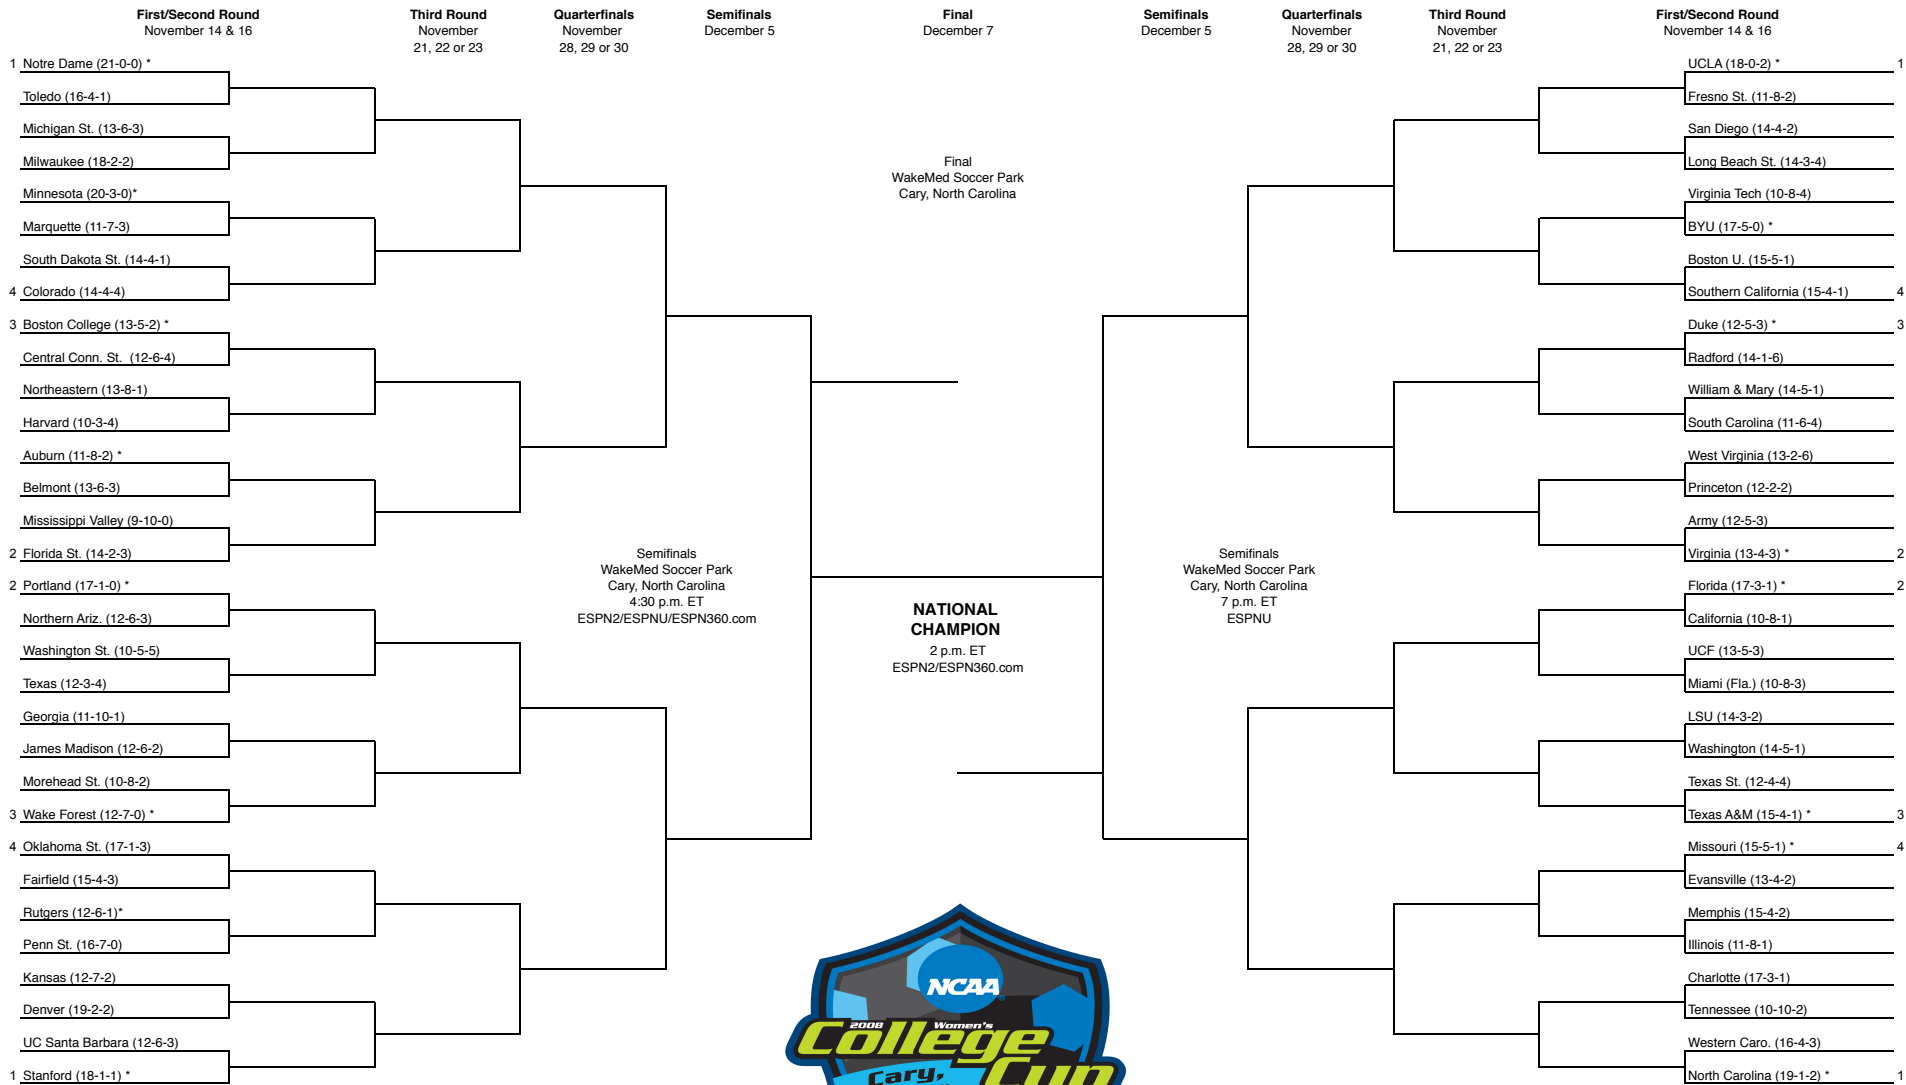 First/Second Round
November 14 & 16
Third Round
November
21, 22 or 23
Quarterfinals
November
28, 29 or 30
Semifinals
December 5
Final
December 7
Semifinals
December 5
Quarterfinals
November
28, 29 or 30
Third Round
November
21, 22 or 23
First/Second Round
November 14 & 16
1 Notre Dame (21-0-0) *
Toledo (16-4-1)
Michigan St. (13-6-3)
Milwaukee (18-2-2)
Minnesota (20-3-0)*
Marquette (11-7-3)
South Dakota St. (14-4-1)
4 Colorado (14-4-4)
3 Boston College (13-5-2) *
Central Conn. St. (12-6-4)
Northeastern (13-8-1)
Harvard (10-3-4)
Auburn (11-8-2) *
Belmont (13-6-3)
Mississippi Valley (9-10-0)
2 Florida St. (14-2-3)
2 Portland (17-1-0) *
Northern Ariz. (12-6-3)
Washington St. (10-5-5)
Texas (12-3-4)
Georgia (11-10-1)
James Madison (12-6-2)
Morehead St. (10-8-2)
3 Wake Forest (12-7-0) *
4 Oklahoma St. (17-1-3)
Fairfield (15-4-3)
Rutgers (12-6-1)*
Penn St. (16-7-0)
Kansas (12-7-2)
Denver (19-2-2)
UC Santa Barbara (12-6-3)
1 Stanford (18-1-1) *
Semifinals
WakeMed Soccer Park
Cary, North Carolina
4:30 p.m. ET
ESPN2/ESPNU/ESPN360.com
Final
WakeMed Soccer Park
Cary, North Carolina
NATIONAL
CHAMPION
2 p.m. ET
ESPN2/ESPN360.com
NCAA
2008 Women's
College
Cup
Cary,
Semifinals
WakeMed Soccer Park
Cary, North Carolina
7 p.m. ET
ESPNU
UCLA (18-0-2) * 1
Fresno St. (11-8-2)
San Diego (14-4-2)
Long Beach St. (14-3-4)
Virginia Tech (10-8-4)
BYU (17-5-0) *
Boston U. (15-5-1)
Southern California (15-4-1) 4
Duke (12-5-3) * 3
Radford (14-1-6)
William & Mary (14-5-1)
South Carolina (11-6-4)
West Virginia (13-2-6)
Princeton (12-2-2)
Army (12-5-3)
Virginia (13-4-3) * 2
Florida (17-3-1) * 2
California (10-8-1)
UCF (13-5-3)
Miami (Fla.) (10-8-3)
LSU (14-3-2)
Washington (14-5-1)
Texas St. (12-4-4)
Texas A&M (15-4-1) * 3
Missouri (15-5-1) * 4
Evansville (13-4-2)
Memphis (15-4-2)
Illinois (11-8-1)
Charlotte (17-3-1)
Tennessee (10-10-2)
Western Caro. (16-4-3)
North Carolina (19-1-2) * 1